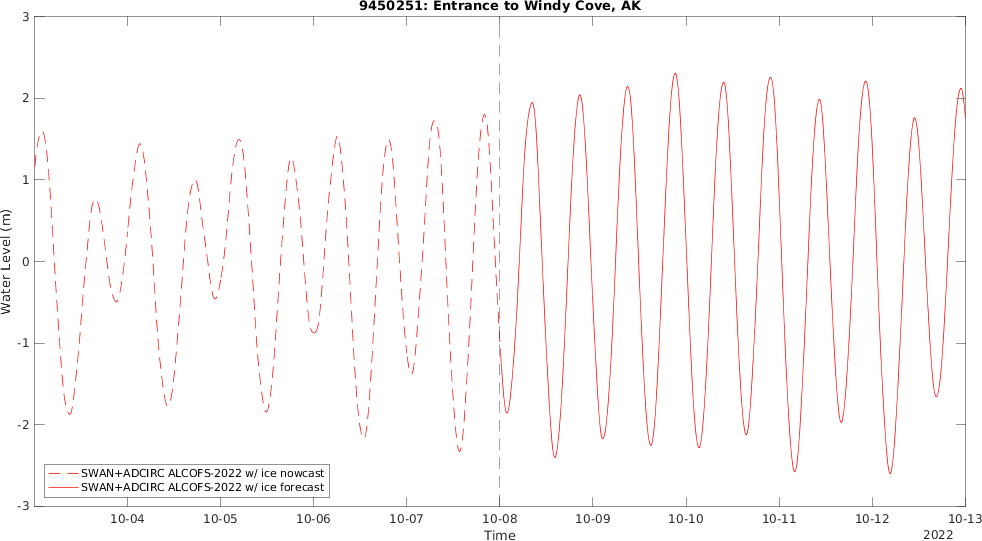 9450251: Entrance to Windy Cove, AK
3
2
1
0
-1
-2
-3
Water Level (m)
SWAN+ADCIRC ALCOFS-2022 w/ ice nowcast
SWAN+ADCIRC ALCOFS-2022 w/ ice forecast
10-04 10-05 10-06 10-07 10-08 10-09 10-10 10-11 10-12 10-13
Time
2022